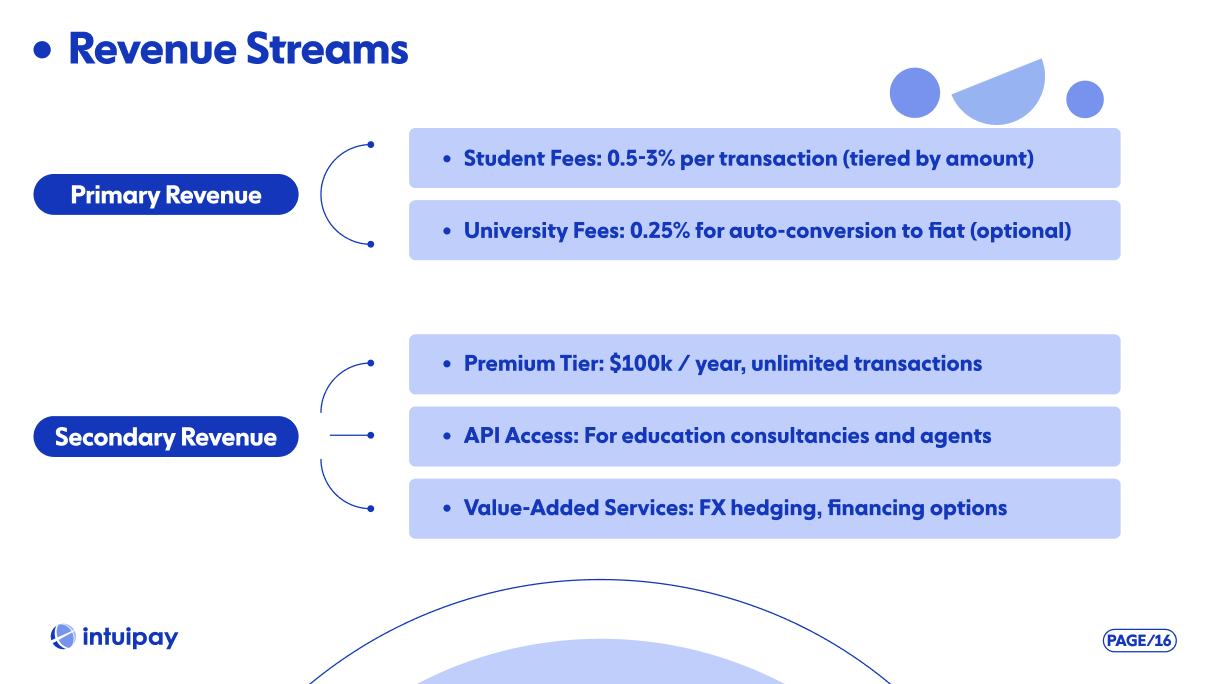 • Revenue Streams
Primary Revenue
• Student Fees: 0.5-3% per transaction (tiered by amount)
• University Fees: 0.25% for auto-conversion to fiat (optional)
Secondary Revenue
• Premium Tier: $100k / year, unlimited transactions
• API Access: For education consultancies and agents
• Value-Added Services: FX hedging, financing options
intuipay
PAGE/16